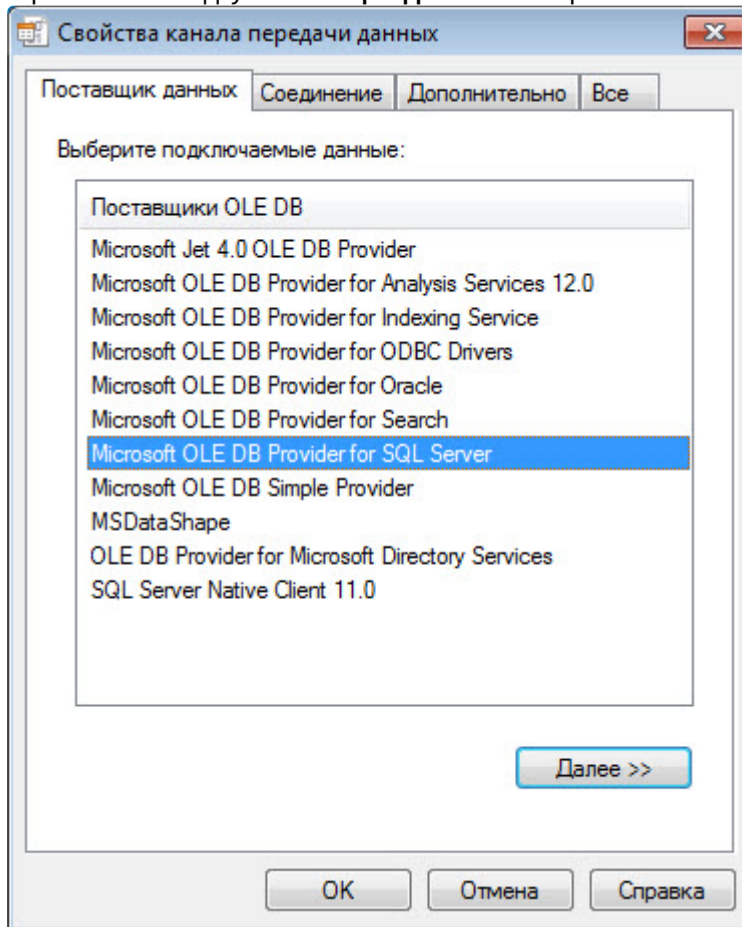 Свойства канала передачи данных
Поставщик данных Соединение Дополнительно Все
Выберите подключаемые данные:
Поставщики OLE DB
Microsoft Jet 4.0 OLE DB Provider
Microsoft OLE DB Provider for Analysis Services 12.0
Microsoft OLE DB Provider for Indexing Service
Microsoft OLE DB Provider for ODBC Drivers
Microsoft OLE DB Provider for Oracle
Microsoft OLE DB Provider for Search
Microsoft OLE DB Provider for SQL Server
Microsoft OLE DB Simple Provider
MSDataShape
OLE DB Provider for Microsoft Directory Services
SQL Server Native Client 11.0
Далее >>
OK Отмена Справка